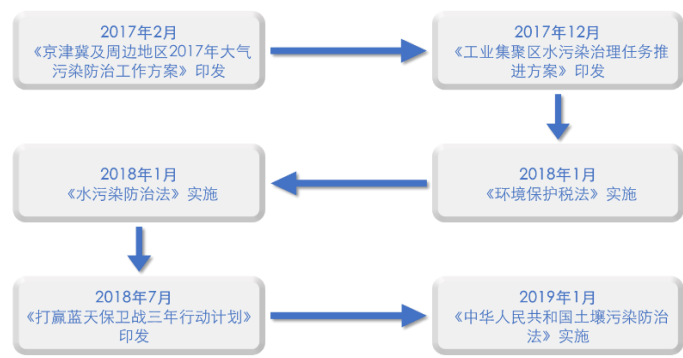 2017年2月
《京津冀及周边地区2017年大气
污染防治工作方案》印发
2017年12月
《工业集聚区水污染治理任务推
进方案》印发
2018年1月
《环境保护税法》实施
2018年1月
《水污染防治法》实施
2018年7月
《打赢蓝天保卫战三年行动计划》
印发
2019年1月
《中华人民共和国土壤污染防治
法》实施